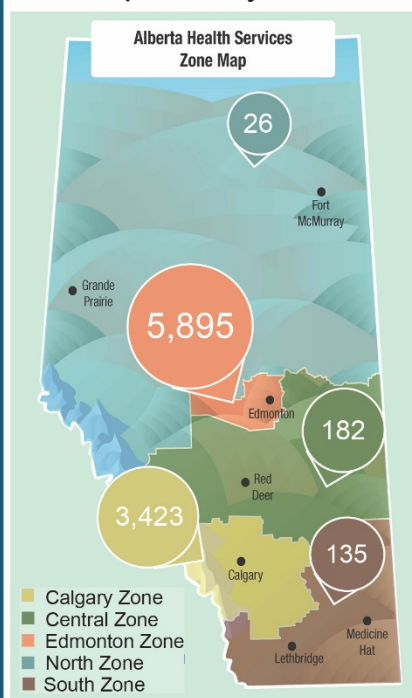 Alberta Health Services
Zone Map
26
Fort
McMurray
Grande
Prairie
5,895
Edmonton
182
Red
Deer
3,423
135
Calgary
Medicine
Hat
Lethbridge
Calgary Zone
Central Zone
Edmonton Zone
North Zone
South Zone